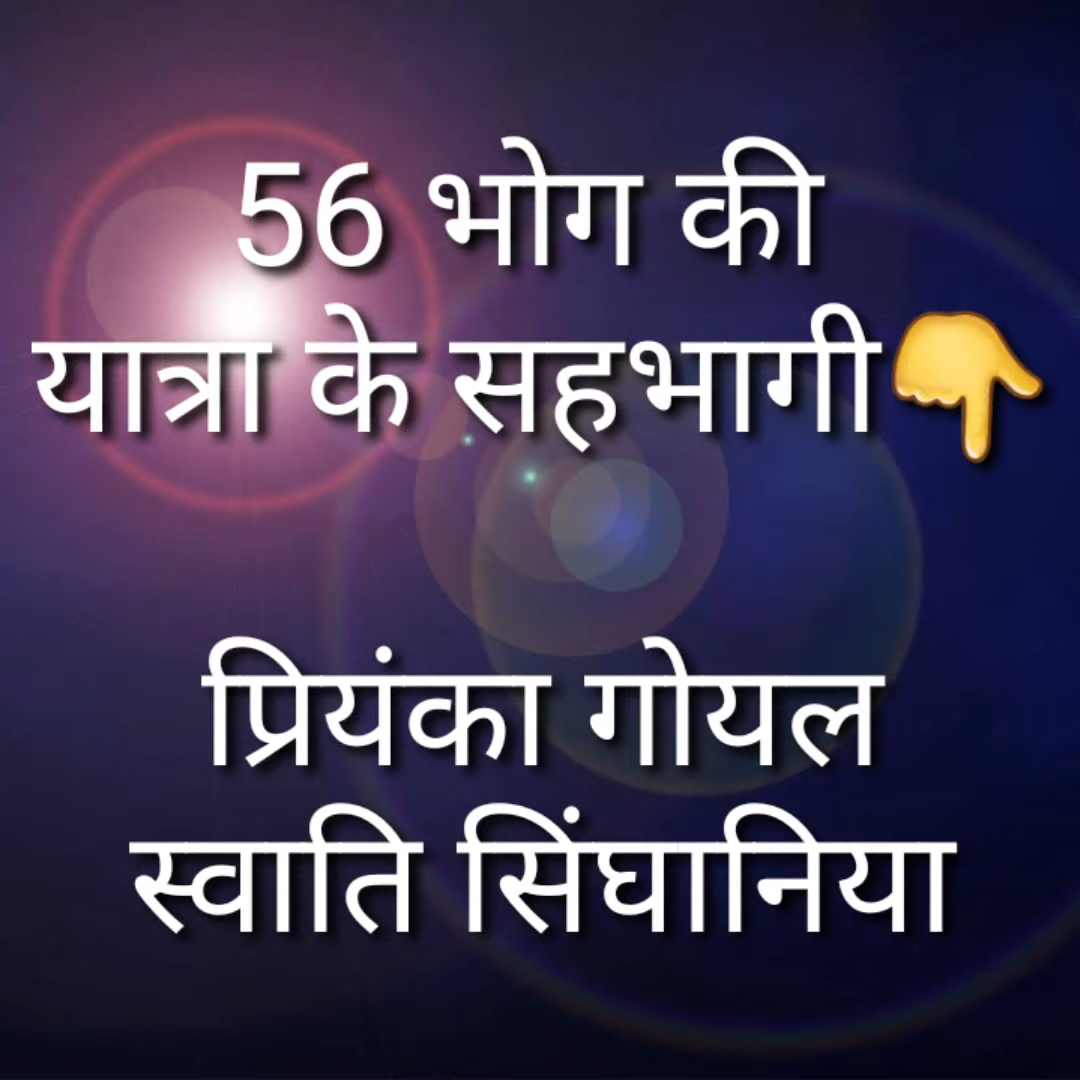 56 भोग की
यात्रा के सहभागी👇
प्रियंका गोयल
स्वाति सिंघानिया